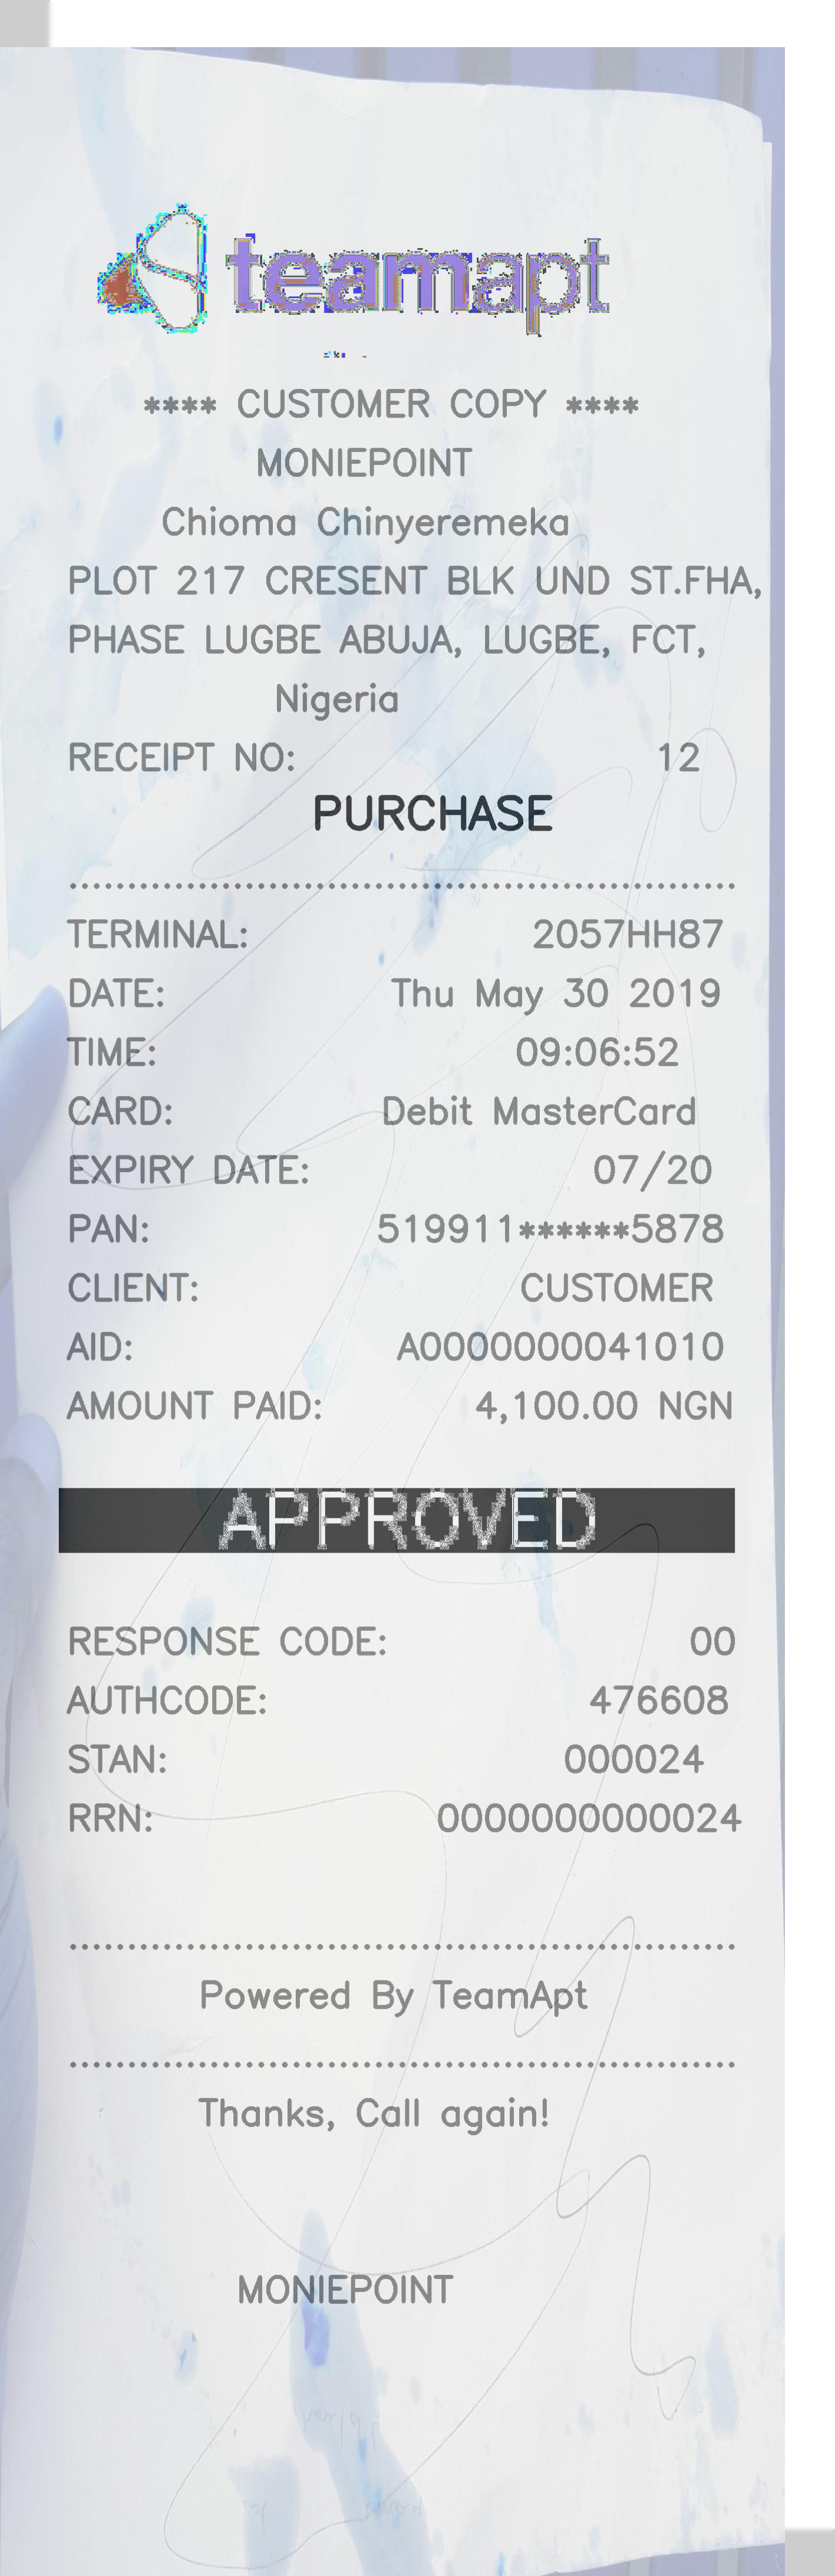 teamapt
**** CUSTOMER COPY ****
MONIEPOINT
Chioma Chinyeremeka
PLOT 217 CRESENT BLK UND ST.FHA,
PHASE LUGBE ABUJA, LUGBE, FCT,
Nigeria
RECEIPT NO: 12
PURCHASE
TERMINAL: 2057HH87
DATE: Thu May 30 2019
TIME: 09:06:52
CARD: Debit MasterCard
EXPIRY DATE: 07/20
PAN: 519911******5878
CLIENT: CUSTOMER
AID: A0000000041010
AMOUNT PAID: 4,100.00 NGN
APPROVED
RESPONSE CODE: 00
AUTHCODE: 476608
STAN: 000024
RRN: 0000000000024
Powered By TeamApt
Thanks, Call again!
MONIEPOINT